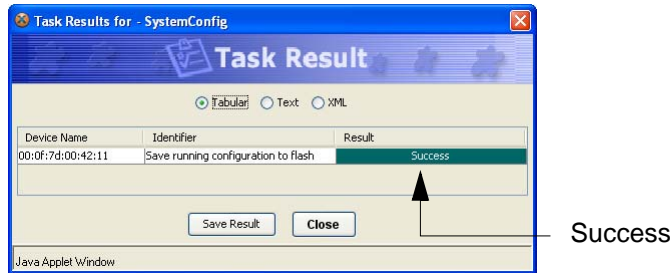 Task Results for - SystemConfig
Task Result
Tabular Text XML
Device Name Identifier Result
00:0f:7d:00:42:11 Save running configuration to flash Success
Save Result Close
Success
Java Applet Window